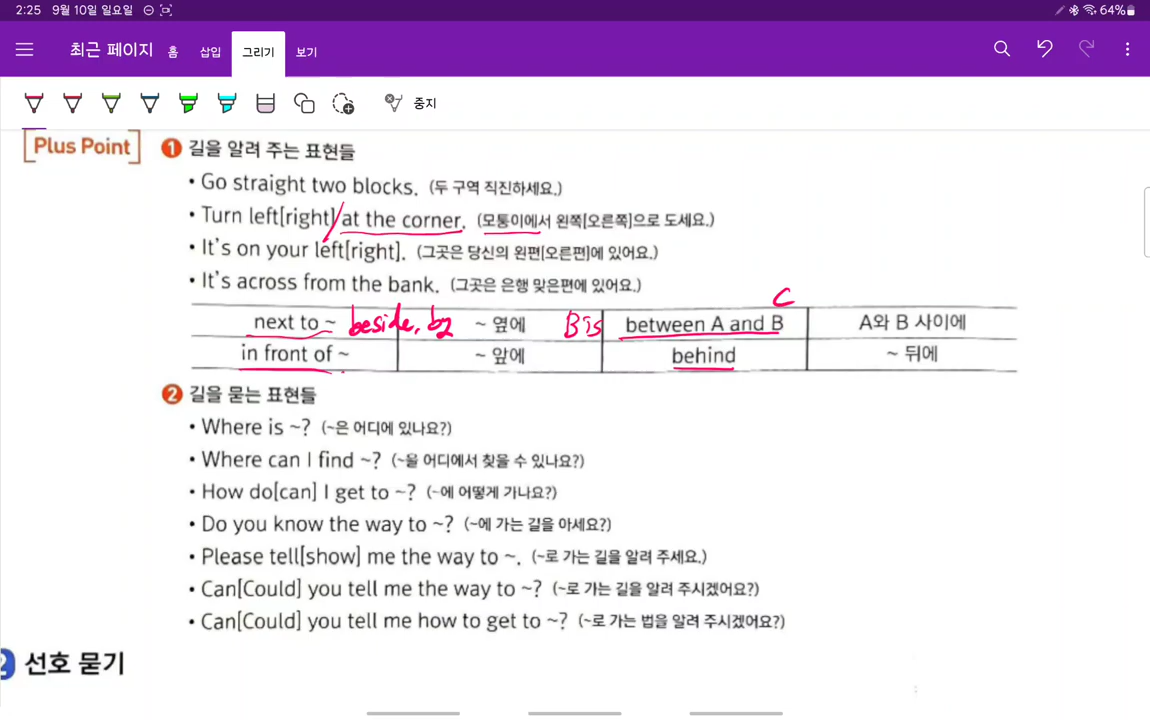 2:25 9월 10일 일요일 64%
최근 페이지 홈 삽입 그리기 보기
중지
[Plus Point] 1 길을 알려 주는 표현들
• Go straight two blocks. (두 구역 직진하세요.)
• Turn left[right]/at the corner. (모퉁이에서 왼쪽[오른쪽]으로 도세요.)
• It's on your left[right]. (그곳은 당신의 왼편[오른편]에 있어요.)
• It's across from the bank. (그곳은 은행 맞은편에 있어요.)
C
next to ~ beside, by ~ 옆에 B is between A and B A와 B 사이에
in front of ~ ~ 앞에 behind ~ 뒤에
2 길을 묻는 표현들
• Where is ~? (~은 어디에 있나요?)
• Where can I find ~? (~을 어디에서 찾을 수 있나요?)
• How do[can] I get to ~? (~에 어떻게 가나요?)
• Do you know the way to ~? (~에 가는 길을 아세요?)
• Please tell[show] me the way to ~. (~로 가는 길을 알려 주세요.)
• Can[Could] you tell me the way to ~? (~로 가는 길을 알려 주시겠어요?)
• Can[Could] you tell me how to get to ~? (~로 가는 법을 알려 주시겠어요?)
2 선호 묻기